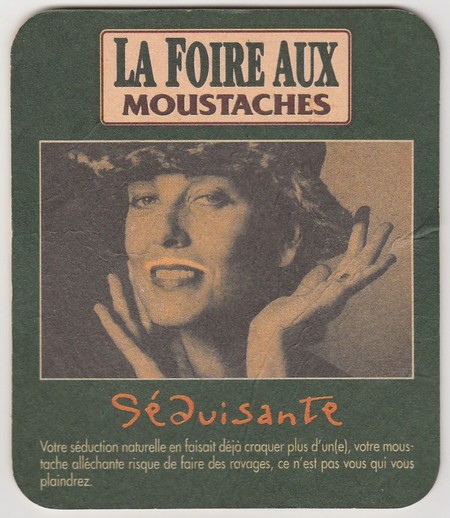 LA FOIRE AUX
MOUSTACHES
Séduisante
Votre séduction naturelle en faisait déjà craquer plus d'un(e), votre mous-
tache alléchante risque de faire des ravages, ce n'est pas vous qui vous
plaindrez.